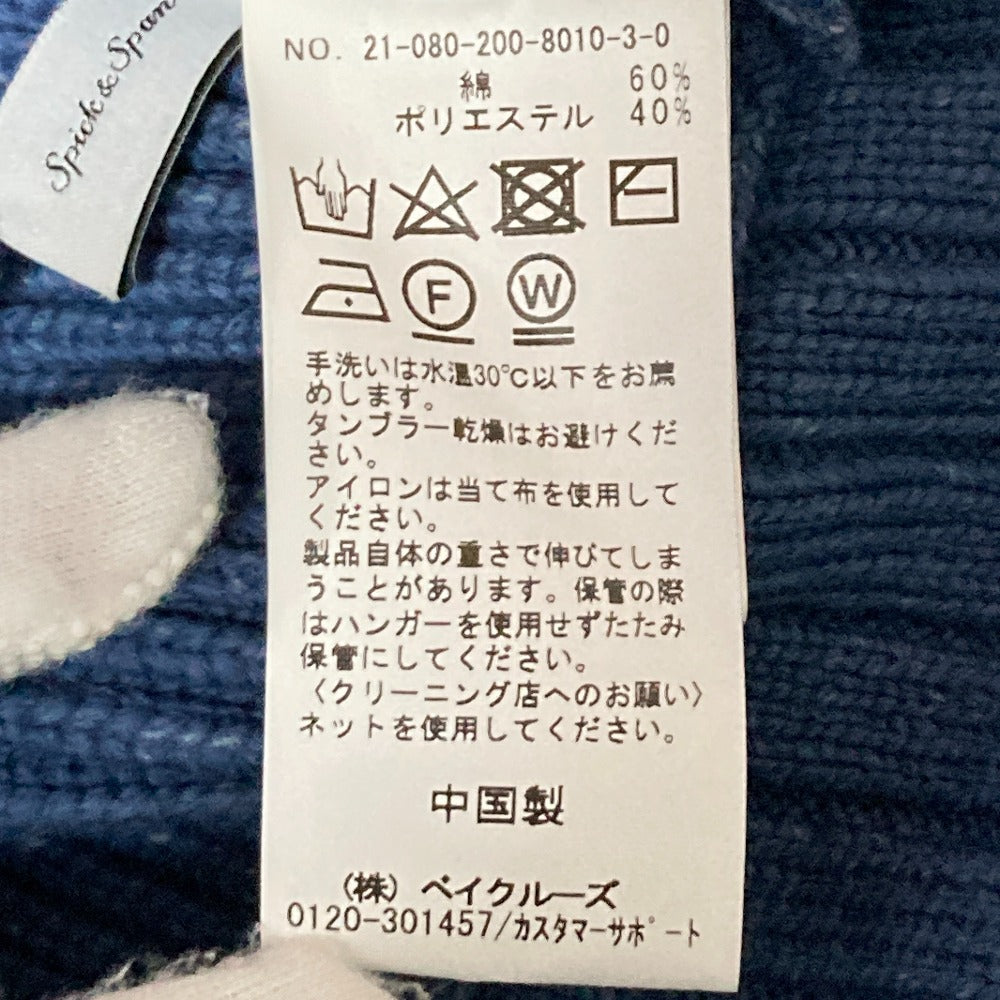 Spick & Span
NO. 21-080-200-8010-3-0
綿 60%
ポリエステル 40%
F
W
手洗いは水温30℃以下をお薦
めします。
タンブラー乾燥はお避けくだ
さい。
アイロンは当て布を使用して
ください。
製品自体の重さで伸びてしま
うことがあります。保管の際
はハンガーを使用せずたたみ
保管にしてください。
〈クリーニング店へのお願い〉
ネットを使用してください。
中国製
(株) ベイクルーズ
0120-301457/カスタマーサポート